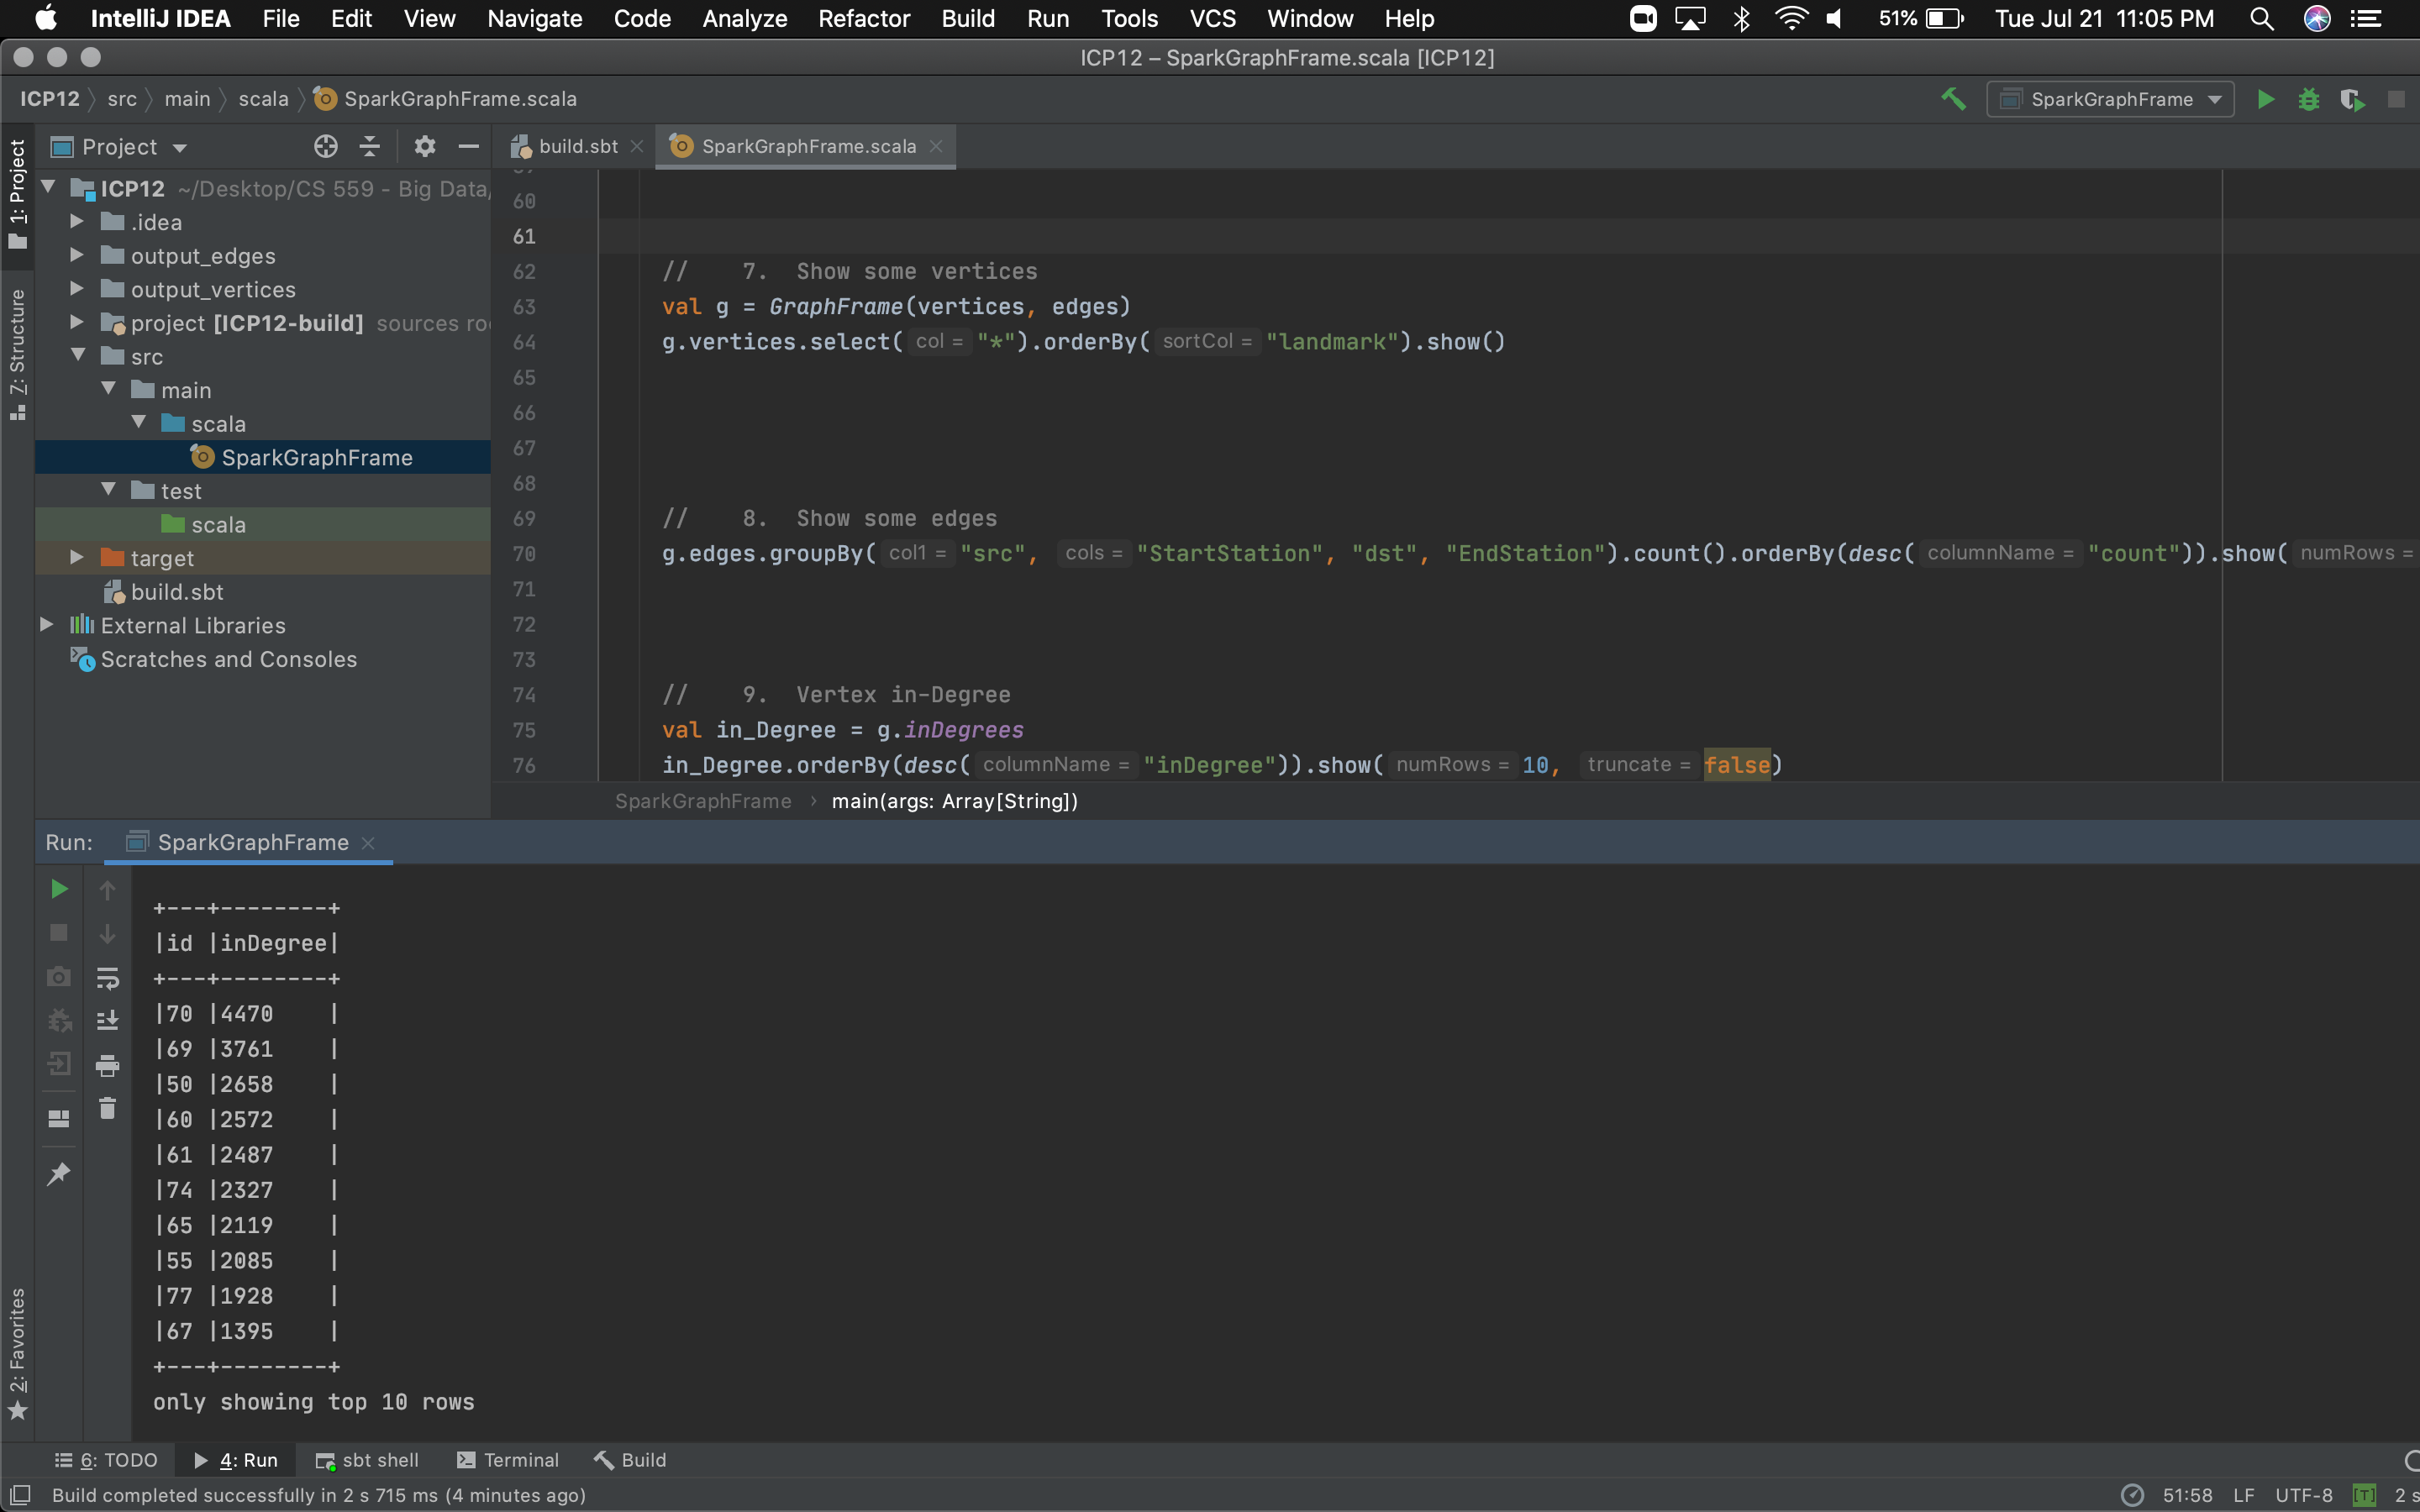 IntelliJ IDEA File Edit View Navigate Code Analyze Refactor Build Run Tools VCS Window Help 51% Tue Jul 21 11:05 PM
ICP12 – SparkGraphFrame.scala [ICP12]
ICP12 src main scala SparkGraphFrame.scala SparkGraphFrame
1: Project
Project
build.sbt SparkGraphFrame.scala
ICP12 ~/Desktop/CS 559 - Big Data/
.idea
output_edges
output_vertices
project [ICP12-build] sources
src
main
scala
SparkGraphFrame
test
scala
target
build.sbt
External Libraries
Scratches and Consoles
Z: Structure
60
61
62 // 7. Show some vertices
63 val g = GraphFrame(vertices, edges)
64 g.vertices.select( col = "*").orderBy( sortCol = "landmark").show()
65
66
67
68
69 // 8. Show some edges
70 g.edges.groupBy( col1 = "src", cols = "StartStation", "dst", "EndStation").count().orderBy(desc( columnName = "count")).show( numRows =
71
72
73
74 // 9. Vertex in-Degree
75 val in_Degree = g.inDegrees
76 in_Degree.orderBy(desc( columnName = "inDegree")).show( numRows = 10, truncate = false)
SparkGraphFrame › main(args: Array[String])
Run: SparkGraphFrame
+---+--------+
|id |inDegree|
+---+--------+
|70 |4470    |
|69 |3761    |
|50 |2658    |
|60 |2572    |
|61 |2487    |
|74 |2327    |
|65 |2119    |
|55 |2085    |
|77 |1928    |
|67 |1395    |
+---+--------+
only showing top 10 rows
2: Favorites
6: TODO 4: Run sbt shell Terminal Build
Build completed successfully in 2 s 715 ms (4 minutes ago) 51:58 LF UTF-8 [T] 2 s